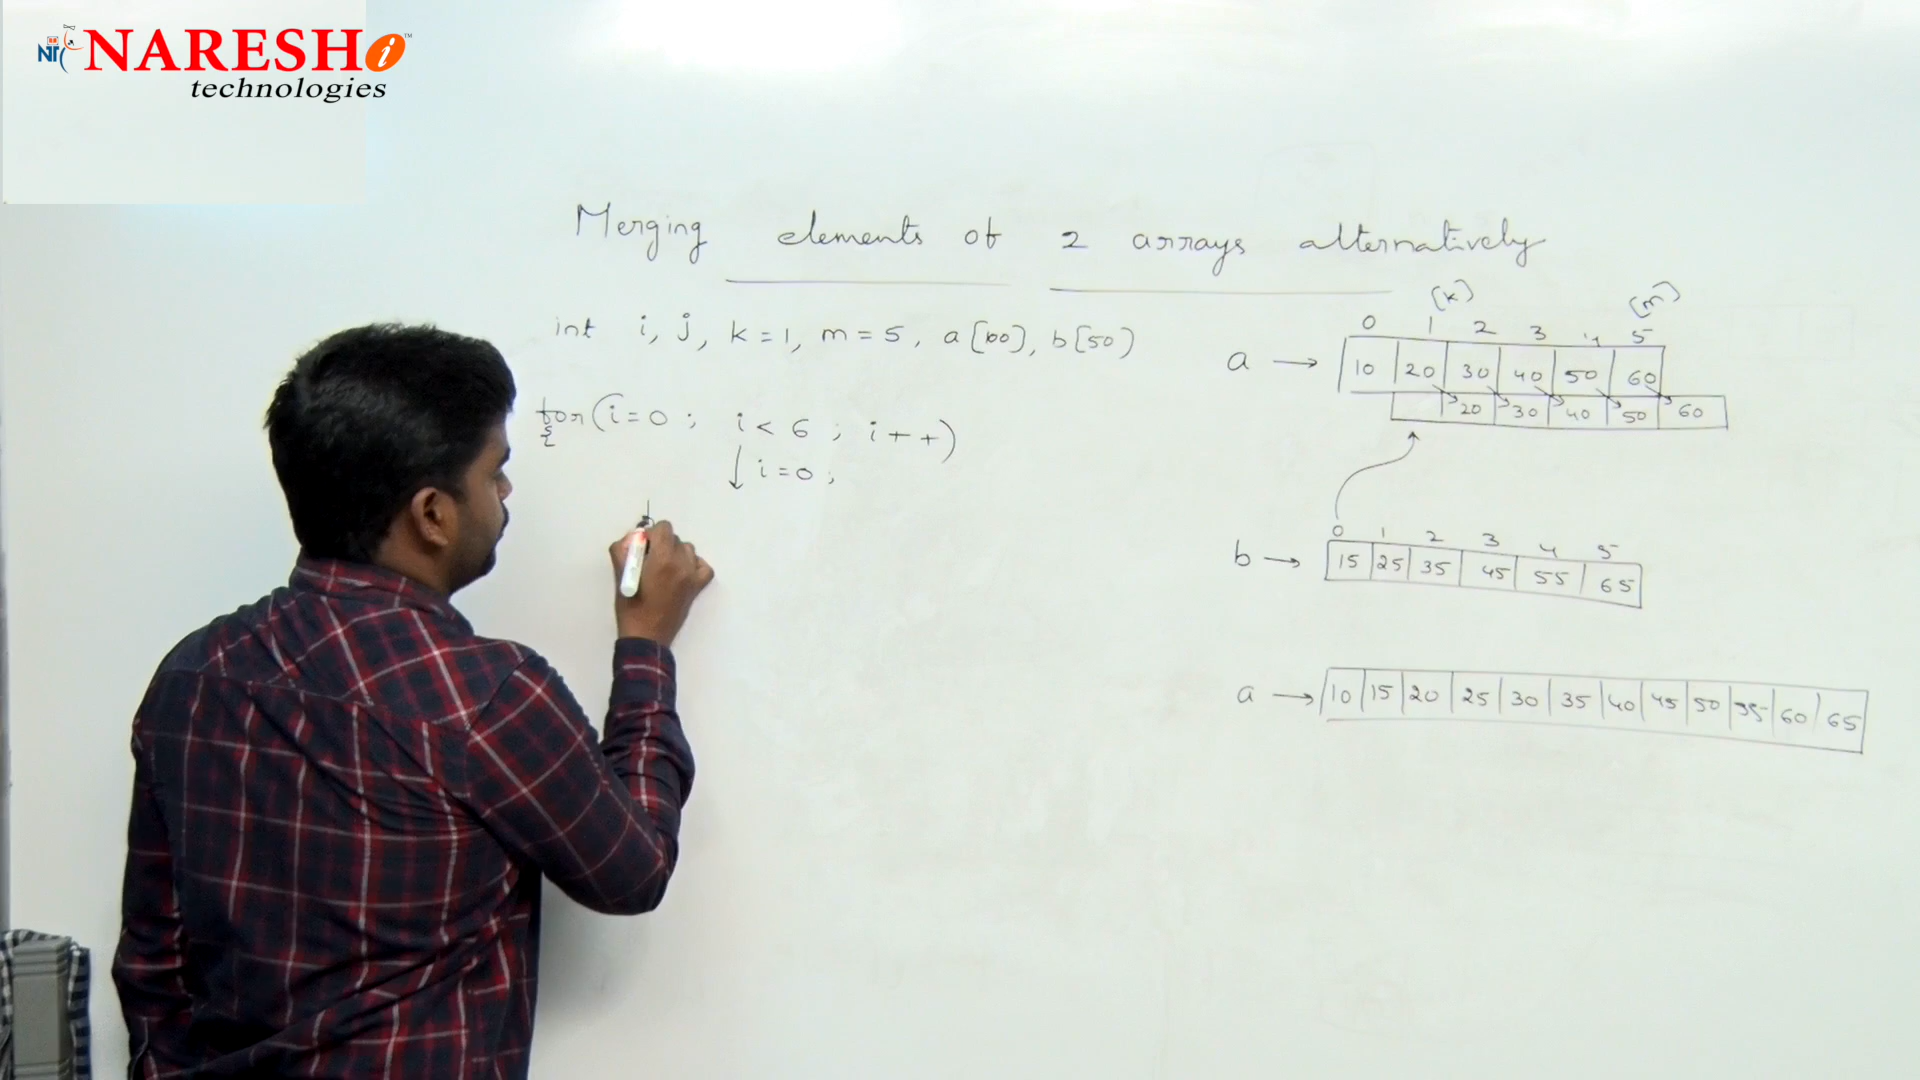 NARESH i ™
NT
technologies
Merging elements of 2 arrays alternatively
int i, j, k = 1, m = 5, a[100], b[50]
for(i=0 ; i < 6 ; i + +)
{
i = 0 ;
(k) (m)
0 1 2 3 4 5
a → 10 20 30 40 50 60
20 30 40 50 60
0 1 2 3 4 5
b → 15 25 35 45 55 65
a → 10 15 20 25 30 35 40 45 50 55 60 65